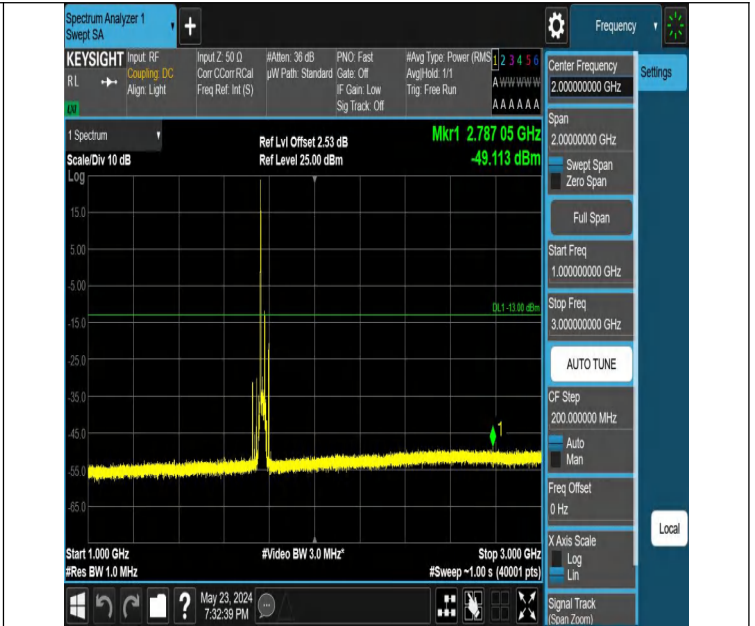 Spectrum Analyzer 1
Swept SA
Frequency
KEYSIGHT
RL
LXI
Input: RF
Coupling: DC
Align: Light
Input Z: 50 Ω
Corr CCorr RCal
Freq Ref: Int (S)
#Atten: 36 dB
µW Path: Standard
PNO: Fast
Gate: Off
IF Gain: Low
Sig Track: Off
#Avg Type: Power (RMS
Avg|Hold: 1/1
Trig: Free Run
1 2 3 4 5 6
A W W W W W
A A A A A A
1 Spectrum
Scale/Div 10 dB
Log
Ref Lvl Offset 2.53 dB
Ref Level 25.00 dBm
Mkr1 2.787 05 GHz
-49.113 dBm
15.0
5.00
-5.00
DL1 -13.00 dBm
-15.0
-25.0
-35.0
-45.0
1
-55.0
-65.0
Start 1.000 GHz
#Res BW 1.0 MHz
#Video BW 3.0 MHz*
Stop 3.000 GHz
#Sweep ~1.00 s (40001 pts)
?
May 23, 2024
7:32:39 PM
Center Frequency
2.000000000 GHz
Settings
Span
2.00000000 GHz
Swept Span
Zero Span
Full Span
Start Freq
1.000000000 GHz
Stop Freq
3.000000000 GHz
AUTO TUNE
CF Step
200.000000 MHz
Auto
Man
Freq Offset
0 Hz
X Axis Scale
Log
Lin
Local
Signal Track
(Span Zoom)